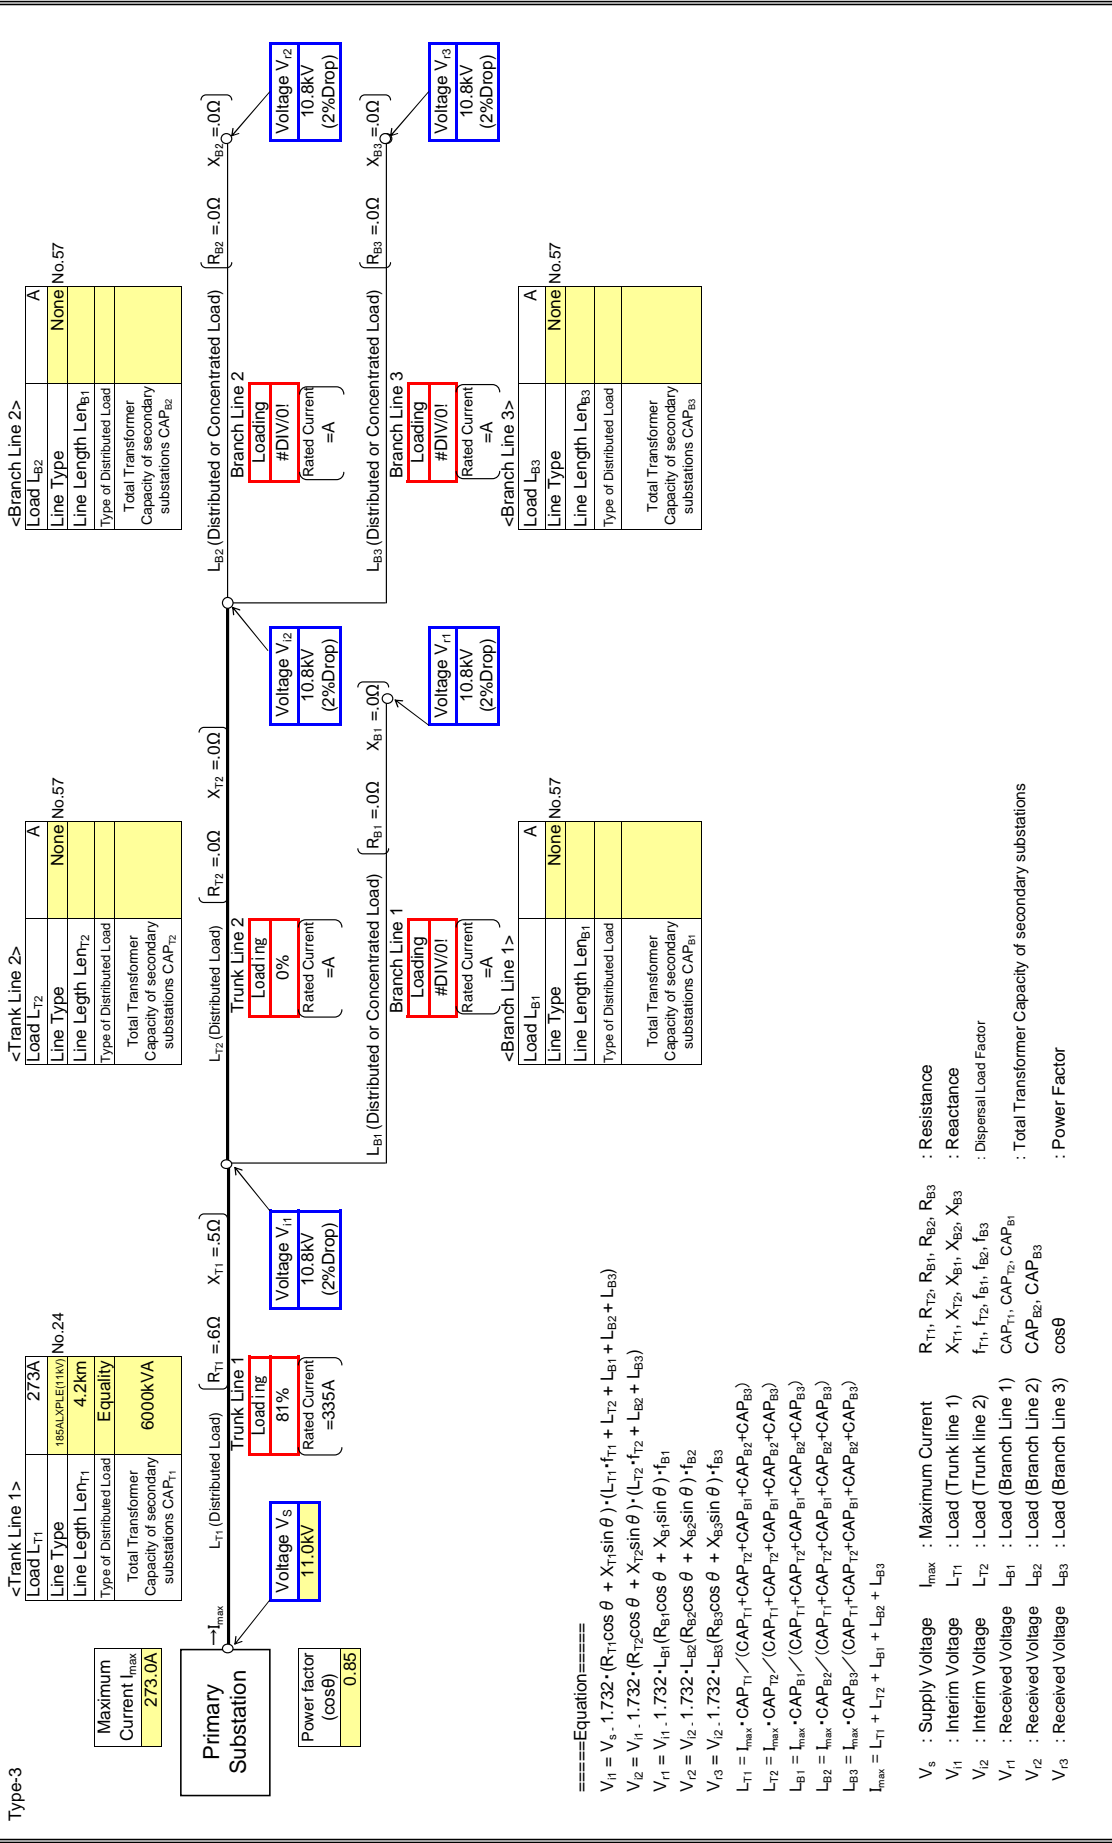 Type-3
Maximum
Current Imax
273.0A
Primary
Substation
Power factor
(cosθ)
0.85
→Imax
Voltage VS
11.0kV
<Trank Line 1>
Load LT1 273A
Line Type 185ALXPLE(11kV) No.24
Line Legth LenT1 4.2km
Type of Distributed Load Equality
Total Transformer
Capacity of secondary
substations CAPT1
6000kVA
LT1 (Distributed Load) RT1 =.6Ω XT1 =.5Ω
Trunk Line 1
Loading
81%
Rated Current
=335A
Voltage Vi1
10.8kV
(2%Drop)
<Trank Line 2>
Load LT2 A
Line Type None No.57
Line Length LenT2
Type of Distributed Load
Total Transformer
Capacity of secondary
substations CAPT2
LT2 (Distributed Load) RT2 =.0Ω XT2 =.0Ω
Trunk Line 2
Loading
0%
Rated Current
=A
Voltage Vi2
10.8kV
(2%Drop)
LB1 (Distributed or Concentrated Load) RB1 =.0Ω XB1 =.0Ω
Branch Line 1
Loading
#DIV/0!
Rated Current
=A
Voltage Vr1
10.8kV
(2%Drop)
<Branch Line 1>
Load LB1 A
Line Type None No.57
Line Length LenB1
Type of Distributed Load
Total Transformer
Capacity of secondary
substations CAPB1
<Branch Line 2>
Load LB2 A
Line Type None No.57
Line Length LenB1
Type of Distributed Load
Total Transformer
Capacity of secondary
substations CAPB2
LB2 (Distributed or Concentrated Load) RB2 =.0Ω XB2 =.0Ω
Branch Line 2
Loading
#DIV/0!
Rated Current
=A
Voltage Vr2
10.8kV
(2%Drop)
LB3 (Distributed or Concentrated Load) RB3 =.0Ω XB3 =.0Ω
Branch Line 3
Loading
#DIV/0!
Rated Current
=A
Voltage Vr3
10.8kV
(2%Drop)
<Branch Line 3>
Load LB3 A
Line Type None No.57
Line Length LenB3
Type of Distributed Load
Total Transformer
Capacity of secondary
substations CAPB3
=====Equation=====
Vi1 = Vs - 1.732・(RT1cos θ + XT1sin θ)・(LT1・fT1 + LT2 + LB1 + LB2 + LB3)
Vi2 = Vi1 - 1.732・(RT2cos θ + XT2sin θ)・(LT2・fT2 + LB2 + LB3)
Vr1 = Vi1 - 1.732・LB1(RB1cos θ + XB1sin θ)・fB1
Vr2 = Vi2 - 1.732・LB2(RB2cos θ + XB2sin θ)・fB2
Vr3 = Vi2 - 1.732・LB3(RB3cos θ + XB3sin θ)・fB3
LT1 = Imax・CAPT1／(CAPT1+CAPT2+CAPB1+CAPB2+CAPB3)
LT2 = Imax・CAPT2／(CAPT1+CAPT2+CAPB1+CAPB2+CAPB3)
LB1 = Imax・CAPB1／(CAPT1+CAPT2+CAPB1+CAPB2+CAPB3)
LB2 = Imax・CAPB2／(CAPT1+CAPT2+CAPB1+CAPB2+CAPB3)
LB3 = Imax・CAPB3／(CAPT1+CAPT2+CAPB1+CAPB2+CAPB3)
Imax = LT1 + LT2 + LB1 + LB2 + LB3
Vs : Supply Voltage Imax : Maximum Current RT1, RT2, RB1, RB2, RB3 : Resistance
Vi1 : Interim Voltage LT1 : Load (Trunk line 1) XT1, XT2, XB1, XB2, XB3 : Reactance
Vi2 : Interim Voltage LT2 : Load (Trunk line 2) fT1, fT2, fB1, fB2, fB3 : Dispersal Load Factor
Vr1 : Received Voltage LB1 : Load (Branch Line 1) CAPT1, CAPT2, CAPB1 : Total Transformer Capacity of secondary substations
Vr2 : Received Voltage LB2 : Load (Branch Line 2) CAPB2, CAPB3
Vr3 : Received Voltage LB3 : Load (Branch Line 3) cosθ : Power Factor